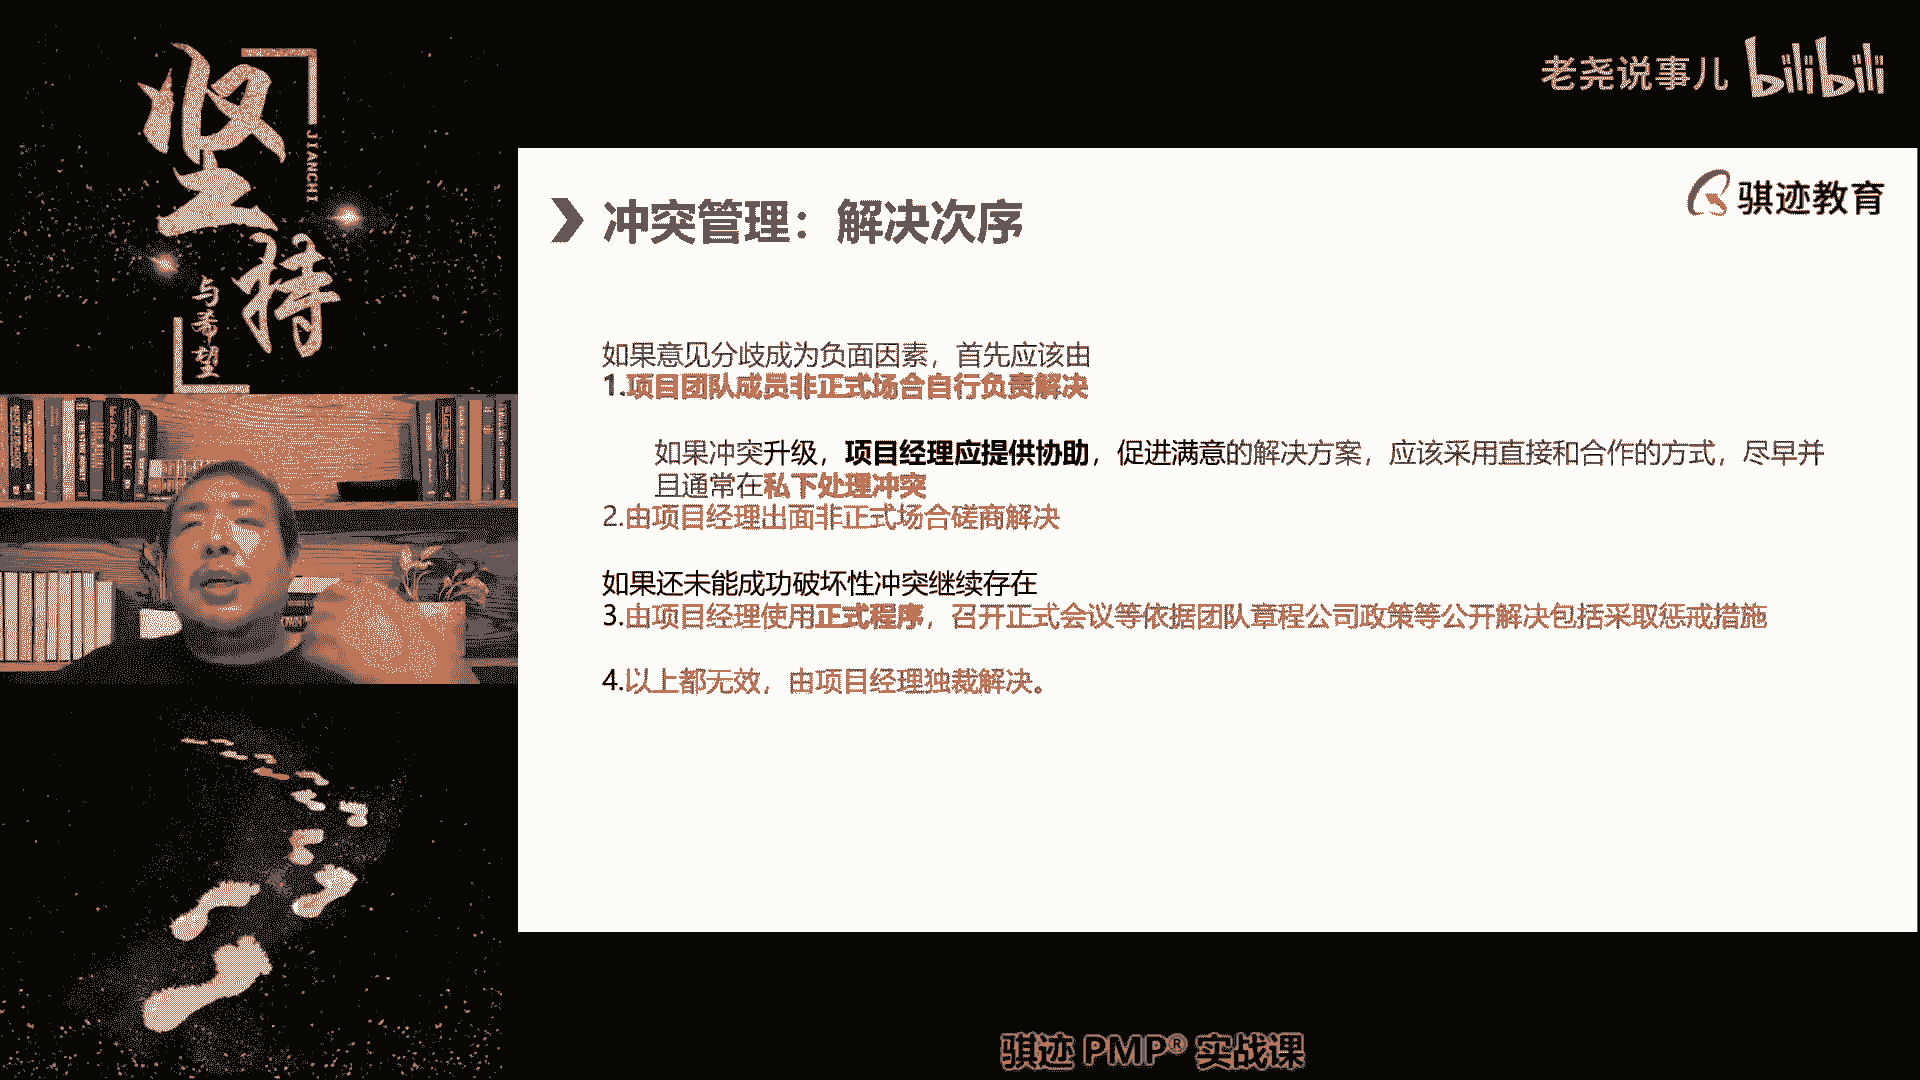 坚持
JIANCHI
与希望
老尧说事儿 bilibili
骐迹教育
冲突管理：解决次序
如果意见分歧成为负面因素，首先应该由
1.项目团队成员非正式场合自行负责解决
如果冲突升级，项目经理应提供协助，促进满意的解决方案，应该采用直接和合作的方式，尽早并
且通常在私下处理冲突
2.由项目经理出面非正式场合磋商解决
如果还未能成功破坏性冲突继续存在
3.由项目经理使用正式程序，召开正式会议等依据团队章程公司政策等公开解决包括采取惩戒措施
4.以上都无效，由项目经理独裁解决。
骐迹 PMP® 实战课